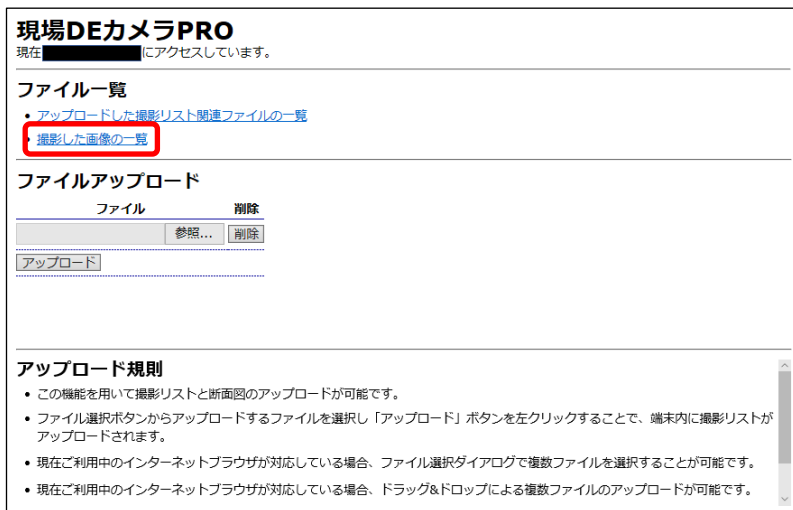 現場DEカメラPRO
現在
にアクセスしています。
ファイル一覧
• アップロードした撮影リスト関連ファイルの一覧
• 撮影した画像の一覧
ファイルアップロード
ファイル 削除
参照... 削除
アップロード
アップロード規則
• この機能を用いて撮影リストと断面図のアップロードが可能です。
• ファイル選択ボタンからアップロードするファイルを選択し「アップロード」ボタンを左クリックすることで、端末内に撮影リストが
アップロードされます。
• 現在ご利用中のインターネットブラウザが対応している場合、ファイル選択ダイアログで複数ファイルを選択することが可能です。
• 現在ご利用中のインターネットブラウザが対応している場合、ドラッグ&ドロップによる複数ファイルのアップロードが可能です。